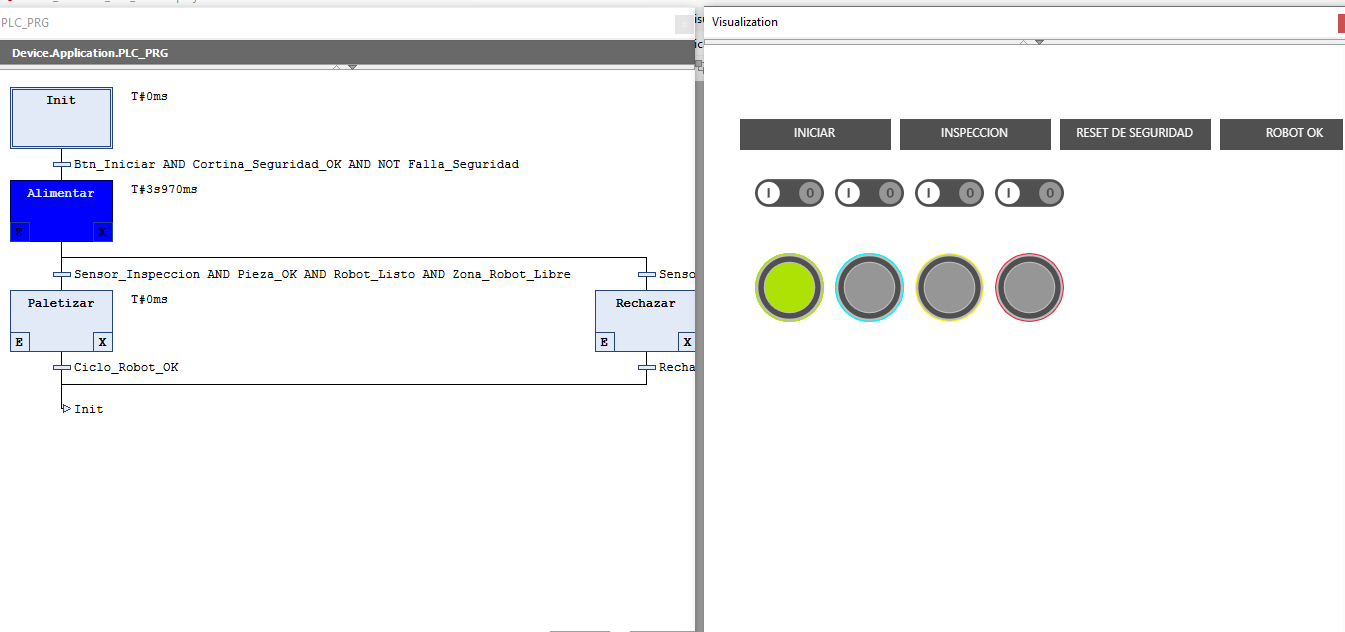 PLC_PRG
Device.Application.PLC_PRG
Init
T#0ms
Btn_Iniciar AND Cortina_Seguridad_OK AND NOT Falla_Seguridad
Alimentar
T#3s970ms
E
X
Sensor_Inspeccion AND Pieza_OK AND Robot_Listo AND Zona_Robot_Libre
Senso
Paletizar
T#0ms
Rechazar
E
X
E
X
Ciclo_Robot_OK
Recha
Init
Visualization
INICIAR
INSPECCION
RESET DE SEGURIDAD
ROBOT OK
I 0
I 0
I 0
I 0